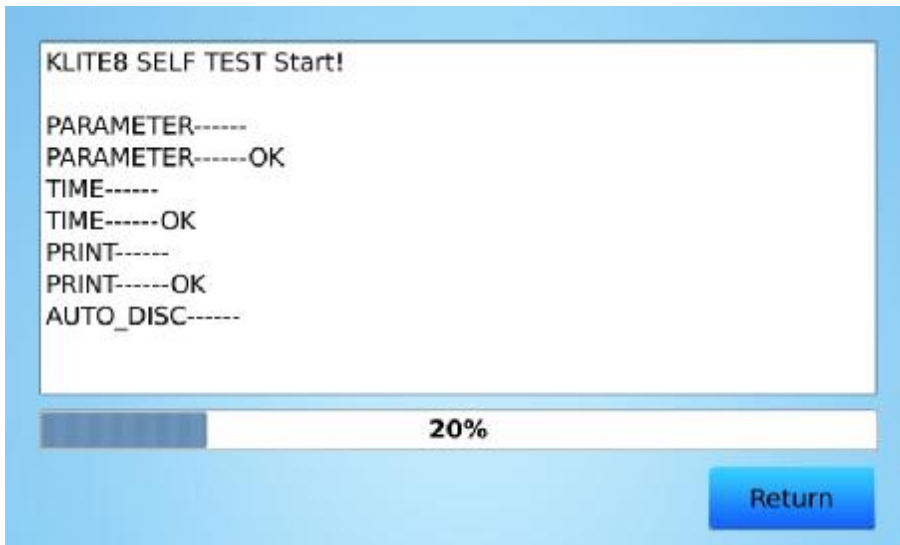 KLITE8 SELF TEST Start!
PARAMETER------
PARAMETER------OK
TIME------
TIME------OK
PRINT------
PRINT------OK
AUTO_DISC------
20%
Return